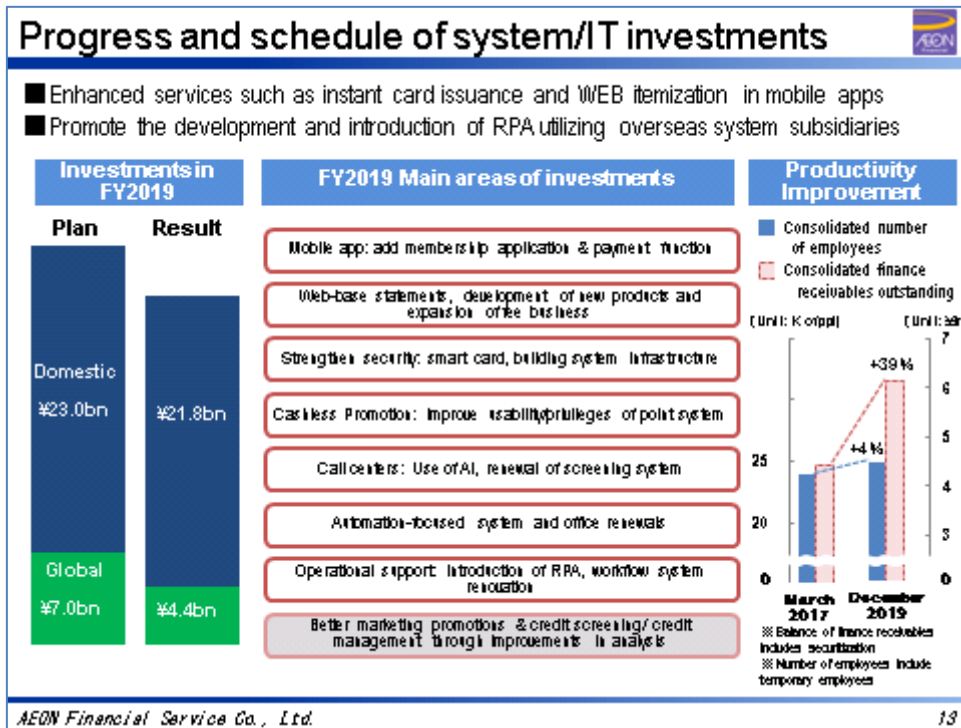 Progress and schedule of system/IT investments
AEON
Financial
■Enhanced services such as instant card issuance and WEB itemization in mobile apps
■Promote the development and introduction of RPA utilizing overseas system subsidiaries
Investments in
FY2019
Plan
Result
Domestic
¥23.0bn
¥21.8bn
Global
¥7.0bn
¥4.4bn
FY2019 Main areas of investments
Mobile app: add membership application & payment function
Web-base statements, development of new products and
expansion of fee business
Strengthen security: smart card, building system infrastructure
Cashless Promotion: Improve usability/privileges of point system
Call centers: Use of AI, renewal of screening system
Automation-focused system and office renewals
Operational support: Introduction of RPA, workflow system
renovation
Better marketing promotions & credit screening/ credit
management through improvements in analysis
Productivity
Improvement
Consolidated number
of employees
Consolidated finance
receivables outstanding
(Unit: K of ppl)
(Unit:
7
+39%
6
5
+4%
25
4
20
3
0
0
March
2017
December
2019
※ Balance of finance receivables
includes securitization
※ Number of employees include
temporary employees
AEON Financial Service Co., Ltd.
13